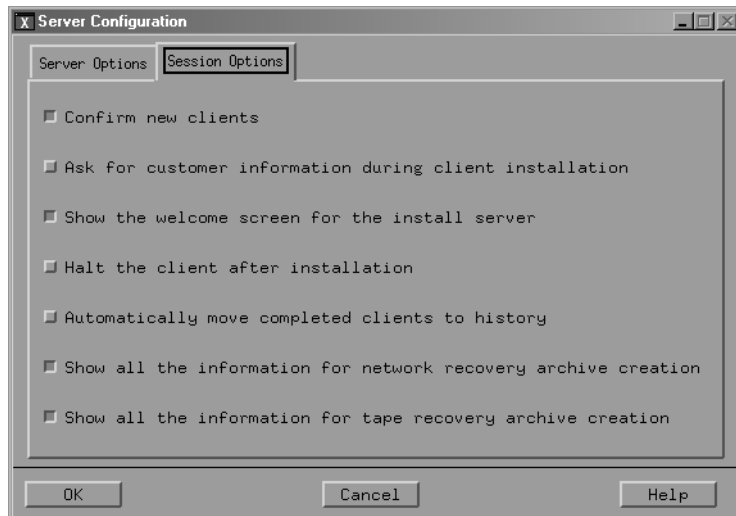 X Server Configuration
Server Options
Session Options
Confirm new clients
Ask for customer information during client installation
Show the welcome screen for the install server
Halt the client after installation
Automatically move completed clients to history
Show all the information for network recovery archive creation
Show all the information for tape recovery archive creation
OK
Cancel
Help